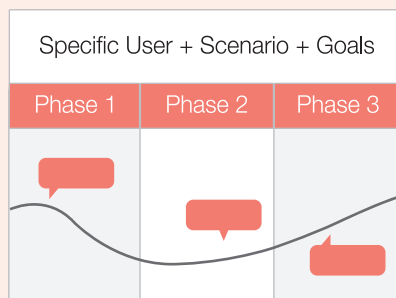 Specific User + Scenario + Goals
Phase 1 Phase 2 Phase 3